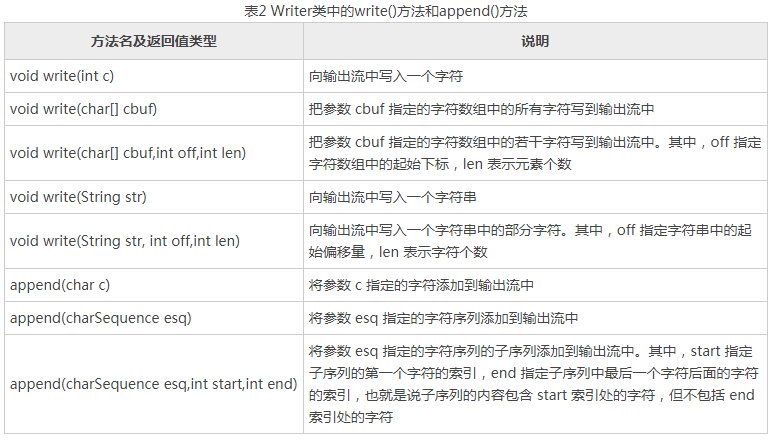 表2 Writer类中的write()方法和append()方法
方法名及返回值类型
说明
void write(int c)
向输出流中写入一个字符
void write(char[] cbuf)
把参数 cbuf 指定的字符数组中的所有字符写到输出流中
void write(char[] cbuf,int off,int len)
把参数 cbuf 指定的字符数组中的若干字符写到输出流中。其中，off 指定
字符数组中的起始下标，len 表示元素个数
void write(String str)
向输出流中写入一个字符串
void write(String str, int off,int len)
向输出流中写入一个字符串中的部分字符。其中，off 指定字符串中的起
始偏移量，len 表示字符个数
append(char c)
将参数 c 指定的字符添加到输出流中
append(charSequence esq)
将参数 esq 指定的字符序列添加到输出流中
append(charSequence esq,int start,int end)
将参数 esq 指定的字符序列的子序列添加到输出流中。其中，start 指定
子序列的第一个字符的索引，end 指定子序列中最后一个字符后面的字符
的索引，也就是说子序列的内容包含 start 索引处的字符，但不包括 end
索引处的字符